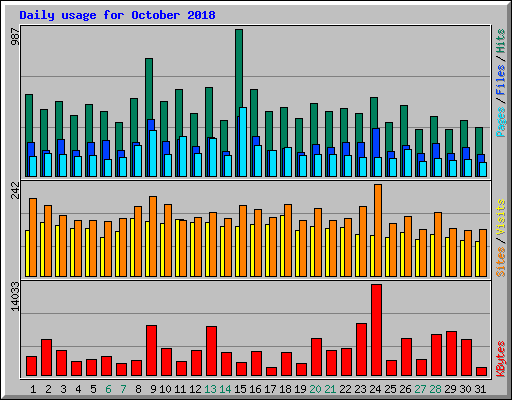 Daily usage for October 2018
987
Pages / Files / Hits
242
Sites / Visits
14033
KBytes
1 2 3 4 5 6 7 8 9 10 11 12 13 14 15 16 17 18 19 20 21 22 23 24 25 26 27 28 29 30 31